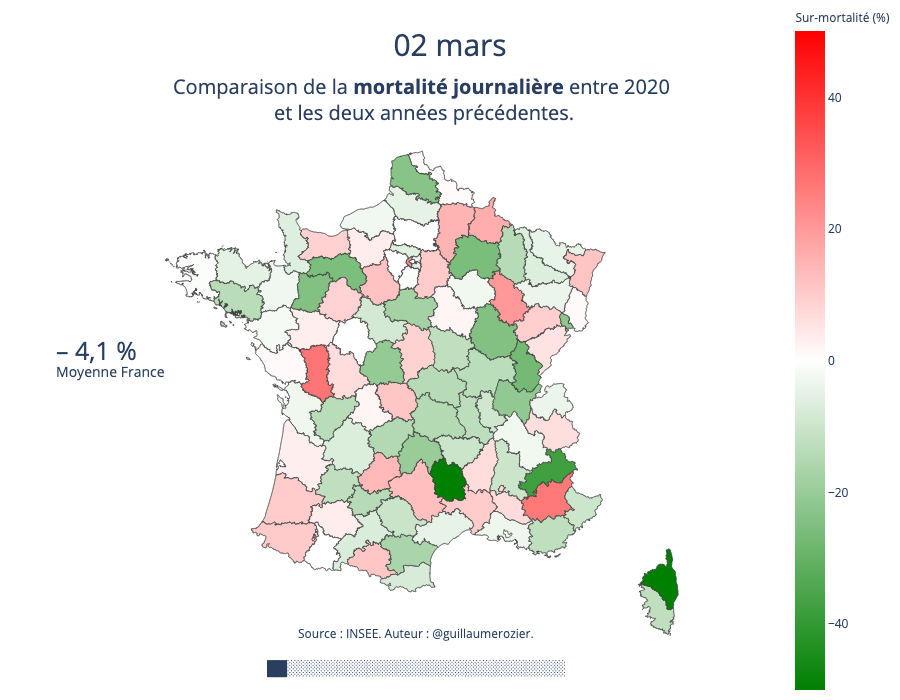 Sur-mortalité (%)
02 mars
Comparaison de la mortalité journalière entre 2020
et les deux années précédentes.
40
20
0
−20
−40
– 4,1 %
Moyenne France
Source : INSEE. Auteur : @guillaumerozier.